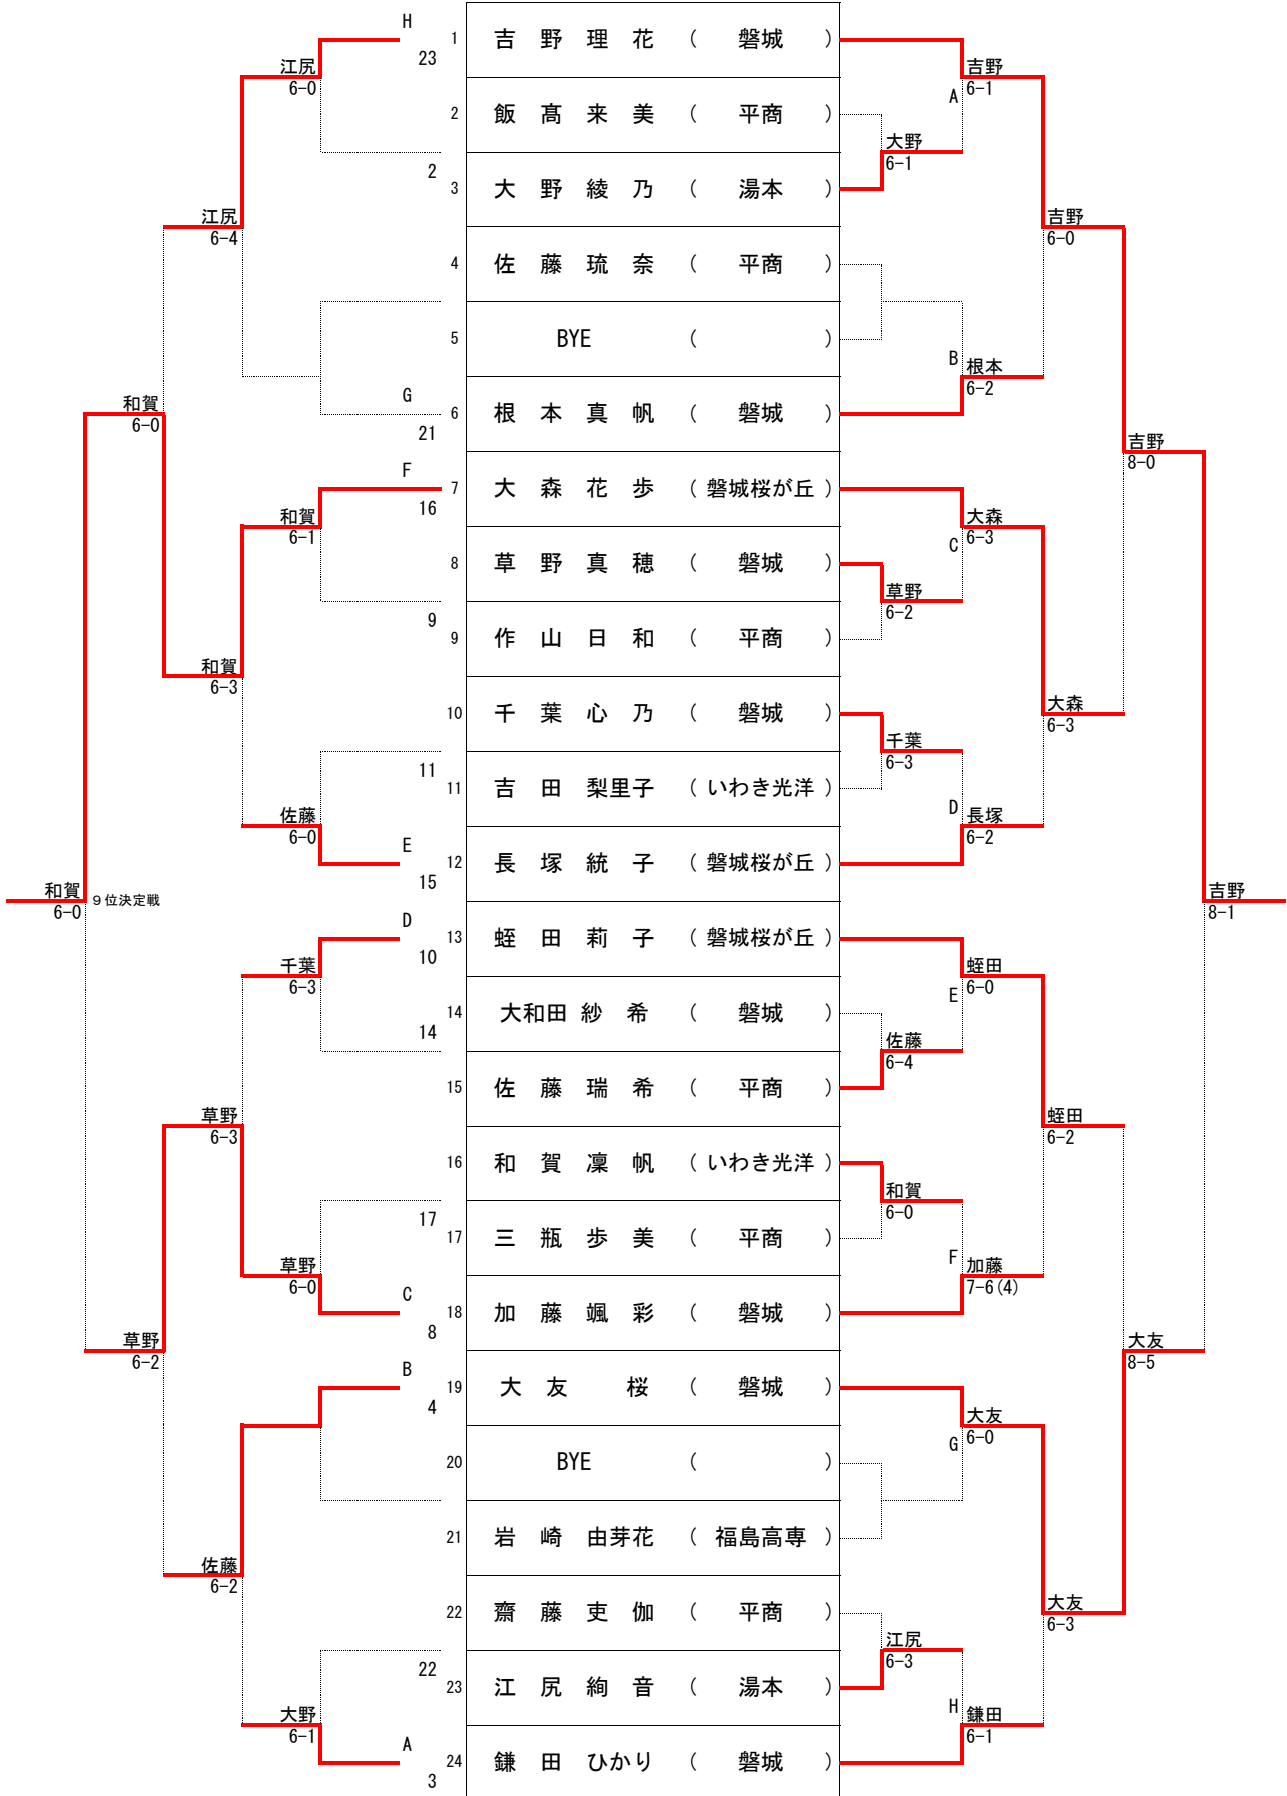 H
1 吉野理花 （ 磐城 ）
23
江尻
6-0
吉野
6-1
A
2 飯髙来美 （ 平商 ）
大野
6-1
2
3 大野綾乃 （ 湯本 ）
江尻
6-4
吉野
6-0
4 佐藤琉奈 （ 平商 ）
5 BYE （ ）
B
根本
6-2
G
6 根本真帆 （ 磐城 ）
21
和賀
6-0
吉野
8-0
F
7 大森花歩 （ 磐城桜が丘 ）
16
和賀
6-1
大森
6-3
C
8 草野真穂 （ 磐城 ）
草野
6-2
9
9 作山日和 （ 平商 ）
和賀
6-3
10 千葉心乃 （ 磐城 ）
大森
6-3
千葉
6-3
11
11 吉田梨里子 （ いわき光洋 ）
佐藤
6-0
D
長塚
6-2
E
12 長塚統子 （ 磐城桜が丘 ）
15
和賀
6-0
９位決定戦
吉野
8-1
D
13 蛭田莉子 （ 磐城桜が丘 ）
10
千葉
6-3
蛭田
6-0
E
14 大和田紗希 （ 磐城 ）
14
佐藤
6-4
15 佐藤瑞希 （ 平商 ）
草野
6-3
蛭田
6-2
16 和賀凜帆 （ いわき光洋 ）
和賀
6-0
17
17 三瓶歩美 （ 平商 ）
草野
6-0
F
加藤
7-6(4)
C
18 加藤颯彩 （ 磐城 ）
8
草野
6-2
大友
8-5
B
19 大友桜 （ 磐城 ）
4
大友
6-0
G
20 BYE （ ）
21 岩崎由芽花 （ 福島高専 ）
佐藤
6-2
22 齋藤吏伽 （ 平商 ）
大友
6-3
江尻
6-3
22
23 江尻絢音 （ 湯本 ）
大野
6-1
H
鎌田
6-1
A
24 鎌田ひかり （ 磐城 ）
3